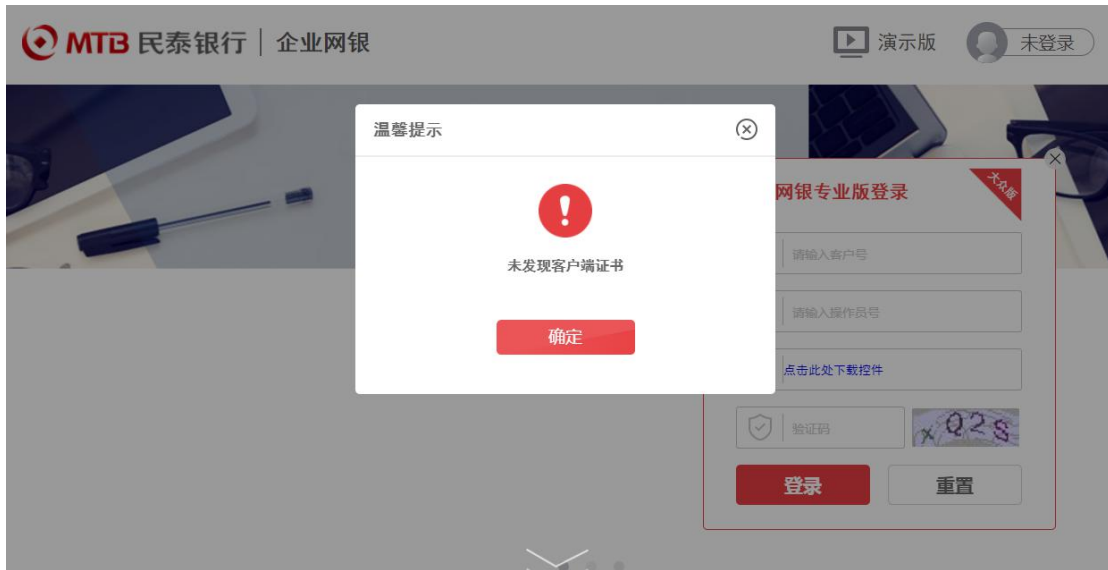 MTB 民泰银行 | 企业网银
演示版
未登录
温馨提示
未发现客户端证书
确定
网银专业版登录
大众版
请输入客户号
请输入操作员号
点击此处下载控件
验证码
xQ2S
登录
重置